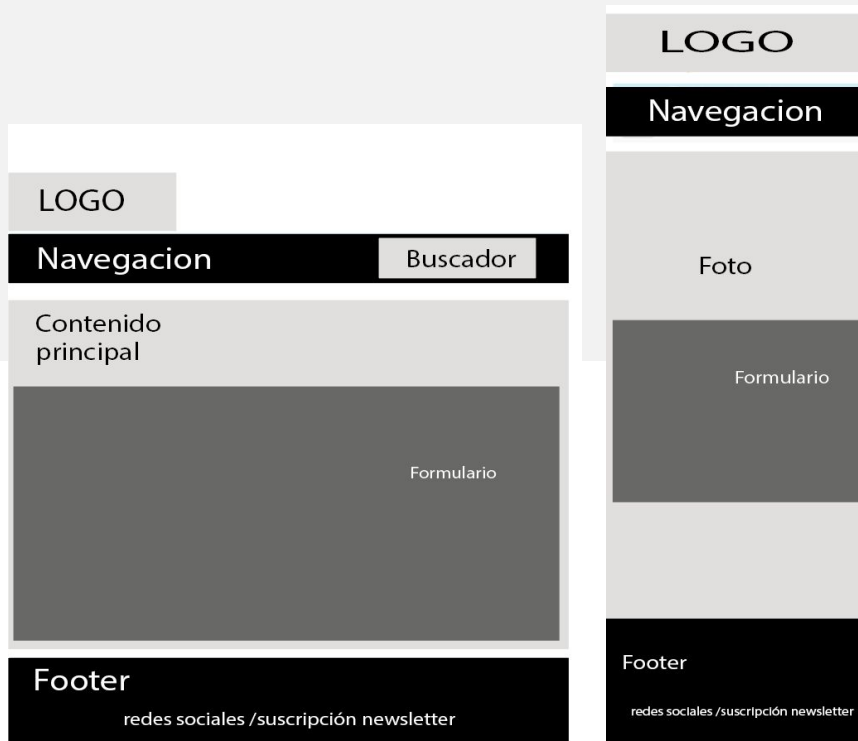 LOGO
Navegacion
Buscador
Contenido
principal
Formulario
Footer
redes sociales /suscripción newsletter
LOGO
Navegacion
Foto
Formulario
Footer
redes sociales /suscripción newsletter